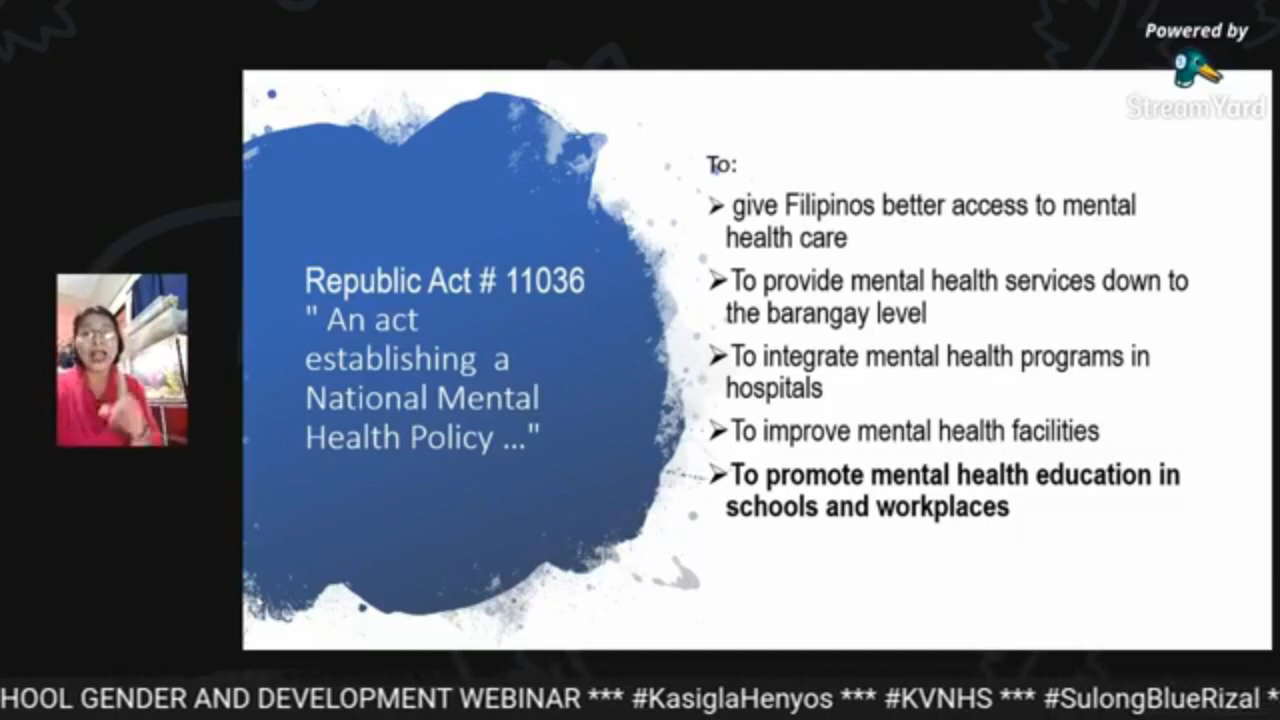 Powered by
StreamYard
Republic Act # 11036
" An act
establishing a
National Mental
Health Policy ..."
To:
➢ give Filipinos better access to mental
health care
➢To provide mental health services down to
the barangay level
➢To integrate mental health programs in
hospitals
➢To improve mental health facilities
➢To promote mental health education in
schools and workplaces
HOOL GENDER AND DEVELOPMENT WEBINAR *** #KasiglaHenyos *** #KVNHS *** #SulongBlueRizal *